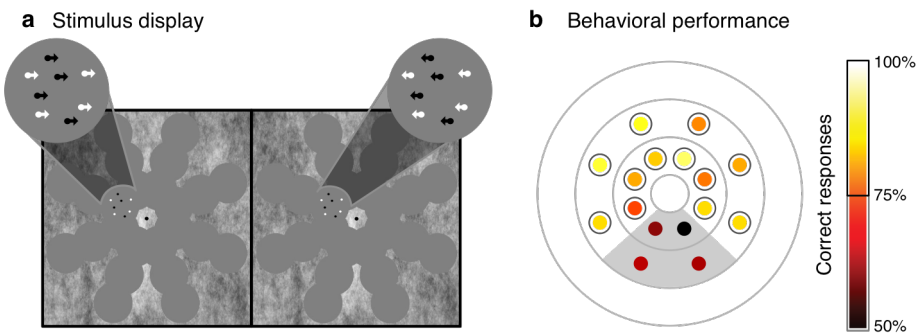 a Stimulus display
b Behavioral performance
100%
75%
50%
Correct responses